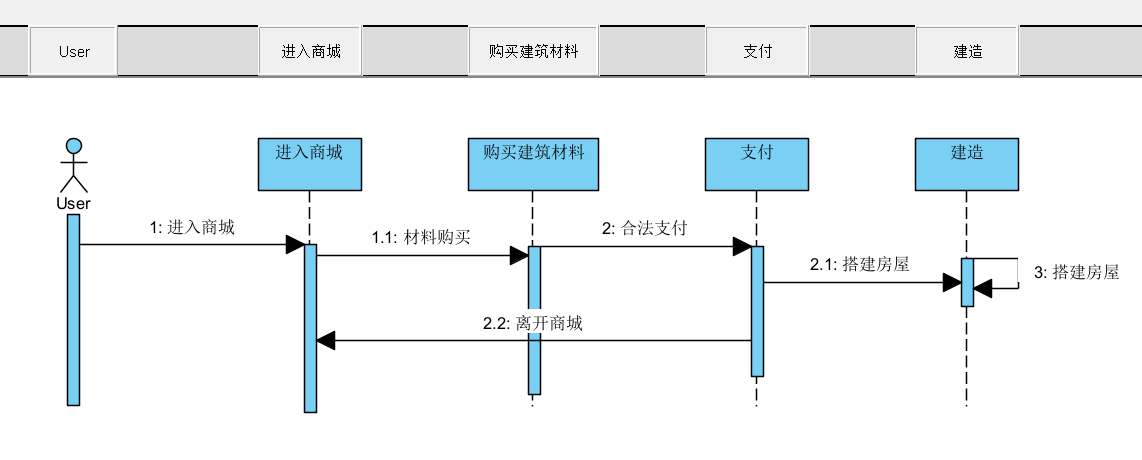 User
进入商城
购买建筑材料
支付
建造
进入商城
购买建筑材料
支付
建造
User
1: 进入商城
1.1: 材料购买
2: 合法支付
2.1: 搭建房屋
3: 搭建房屋
2.2: 离开商城